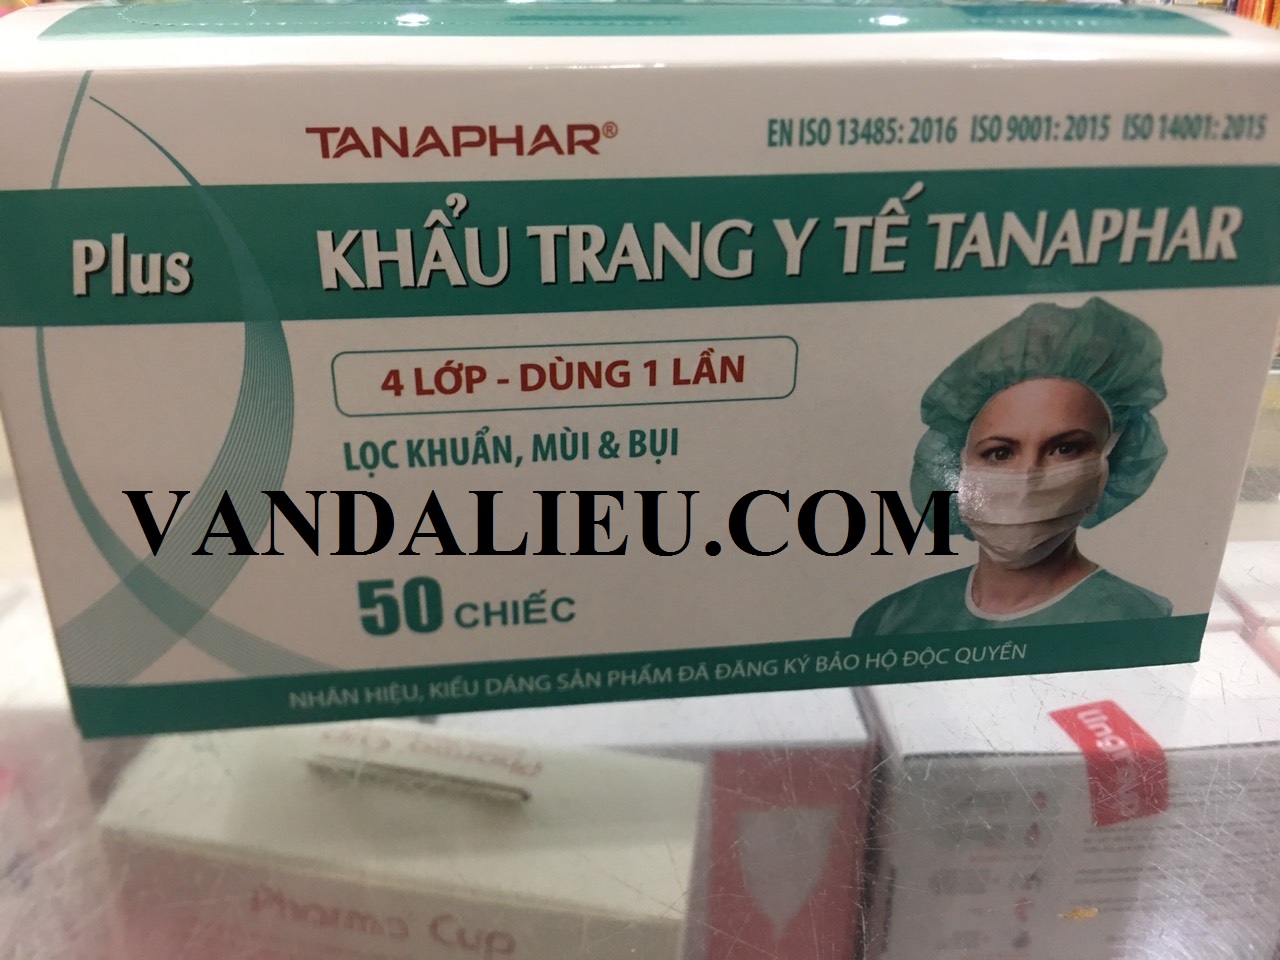 TANAPHAR®
EN ISO 13485: 2016 ISO 9001: 2015 ISO 14001: 2015
Plus
KHẨU TRANG Y TẾ TANAPHAR
4 LỚP - DÙNG 1 LẦN
LỌC KHUẨN, MÙI & BỤI
VANDALIEU.COM
50 CHIẾC
NHÃN HIỆU, KIỂU DÁNG SẢN PHẨM ĐÃ ĐĂNG KÝ BẢO HỘ ĐỘC QUYỀN
Pharma Cup